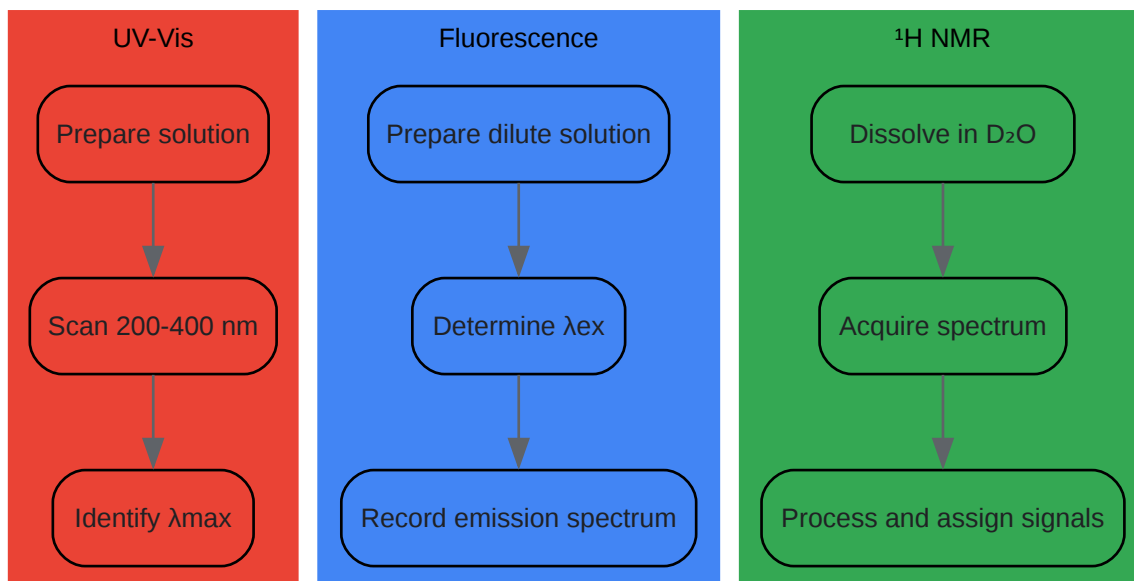 UV-Vis
Prepare solution
Scan 200-400 nm
Identify λmax
Fluorescence
Prepare dilute solution
Determine λex
Record emission spectrum
¹H NMR
Dissolve in D₂O
Acquire spectrum
Process and assign signals